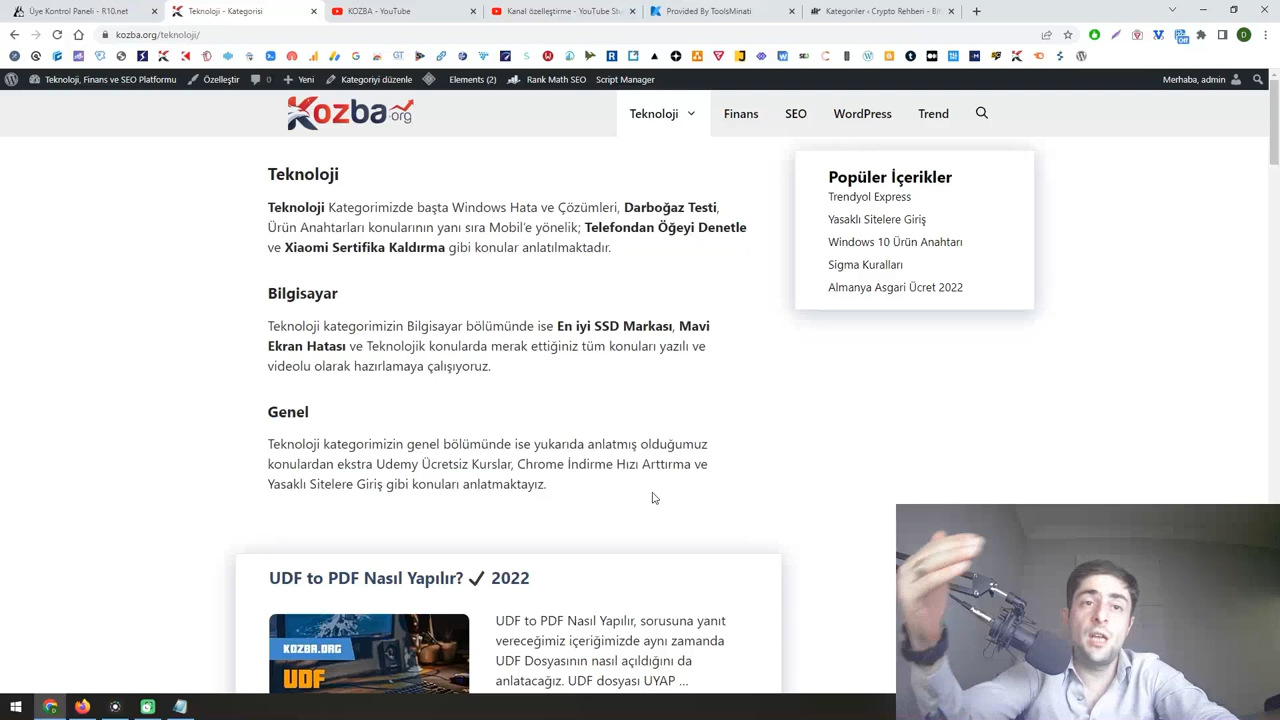 Üye Kontrol Paneli - R10.net
Teknoloji - Kategorisi
KOZBA - YouTube
Kanal özelleştirme - YouTube Stu
Provided By ToolsMinati
Kategoriler ‹ Crypto Rehberi - Bit
kozba.org/teknoloji/
Teknoloji, Finans ve SEO Platformu
Özelleştir
0
Yeni
Kategoriyi düzenle
Elements (2)
Rank Math SEO
Script Manager
Merhaba, admin
Kozba.org
Teknoloji
Finans
SEO
WordPress
Trend
Teknoloji
Teknoloji Kategorimizde başta Windows Hata ve Çözümleri, Darboğaz Testi,
Ürün Anahtarları konularının yanı sıra Mobil’e yönelik; Telefondan Öğeyi Denetle
ve Xiaomi Sertifika Kaldırma gibi konular anlatılmaktadır.
Bilgisayar
Teknoloji kategorimizin Bilgisayar bölümünde ise En iyi SSD Markası, Mavi
Ekran Hatası ve Teknolojik konularda merak ettiğiniz tüm konuları yazılı ve
videolu olarak hazırlamaya çalışıyoruz.
Genel
Teknoloji kategorimizin genel bölümünde ise yukarıda anlatmış olduğumuz
konulardan ekstra Udemy Ücretsiz Kurslar, Chrome İndirme Hızı Arttırma ve
Yasaklı Sitelere Giriş gibi konuları anlatmaktayız.
Popüler İçerikler
Trendyol Express
Yasaklı Sitelere Giriş
Windows 10 Ürün Anahtarı
Sigma Kuralları
Almanya Asgari Ücret 2022
UDF to PDF Nasıl Yapılır? ✓ 2022
KOZBA.ORG
UDF
UDF to PDF Nasıl Yapılır, sorusuna yanıt
vereceğimiz içeriğimizde aynı zamanda
UDF Dosyasının nasıl açıldığını da
anlatacağız. UDF dosyası UYAP ...